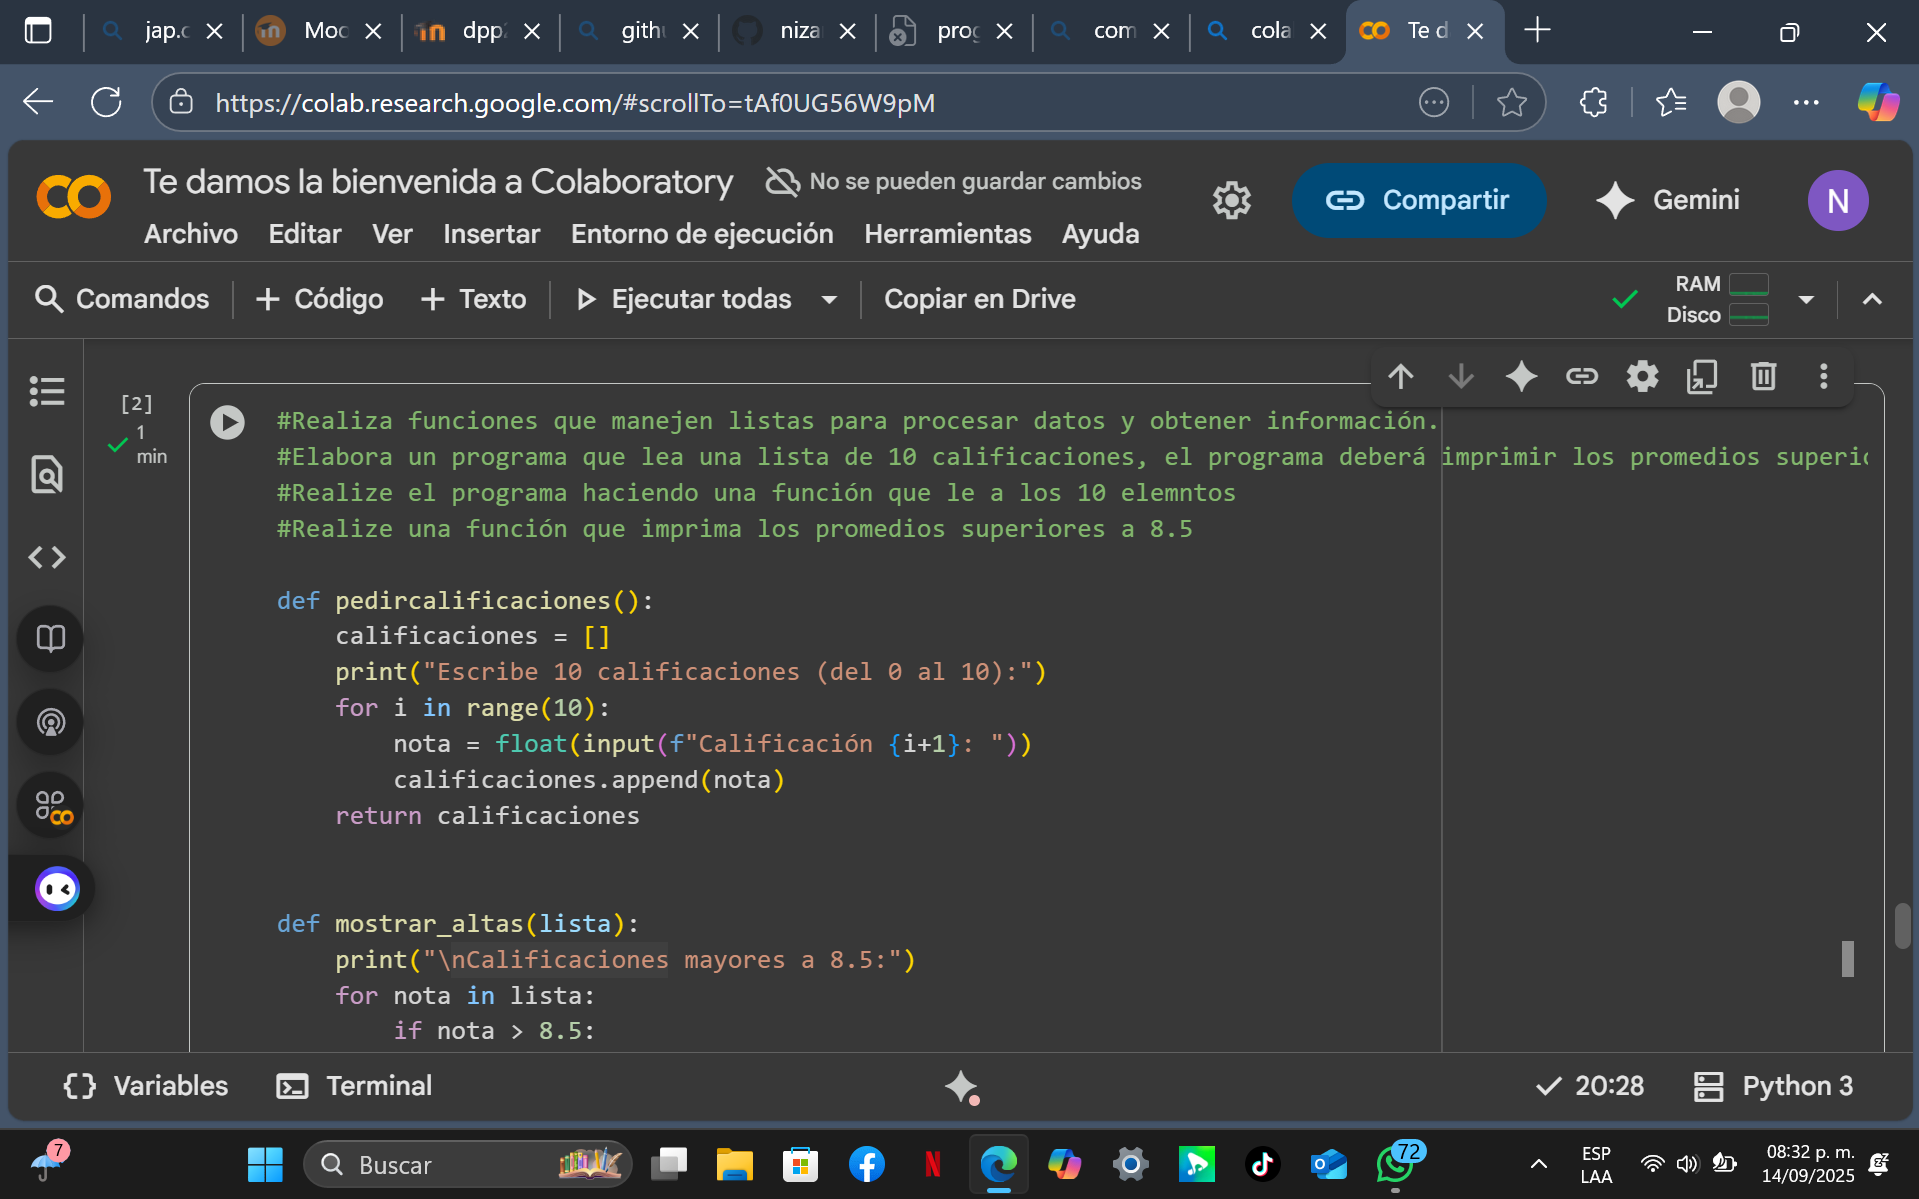 jap.c
Moo
dpp2
gith
niza
prog
com
cola
Te d
https://colab.research.google.com/#scrollTo=tAf0UG56W9pM
Te damos la bienvenida a Colaboratory
No se pueden guardar cambios
Compartir
Gemini
N
Archivo Editar Ver Insertar Entorno de ejecución Herramientas Ayuda
Comandos
Código
Texto
Ejecutar todas
Copiar en Drive
RAM
Disco
[2]
1
min
#Realiza funciones que manejen listas para procesar datos y obtener información.
#Elabora un programa que lea una lista de 10 calificaciones, el programa deberá imprimir los promedios superio
#Realize el programa haciendo una función que le a los 10 elemntos
#Realize una función que imprima los promedios superiores a 8.5
def pedircalificaciones():
calificaciones = []
print("Escribe 10 calificaciones (del 0 al 10):")
for i in range(10):
nota = float(input(f"Calificación {i+1}: "))
calificaciones.append(nota)
return calificaciones
def mostrar_altas(lista):
print("\nCalificaciones mayores a 8.5:")
for nota in lista:
if nota > 8.5:
Variables
Terminal
20:28
Python 3
7
Buscar
72
ESP
LAA
08:32 p. m.
14/09/2025